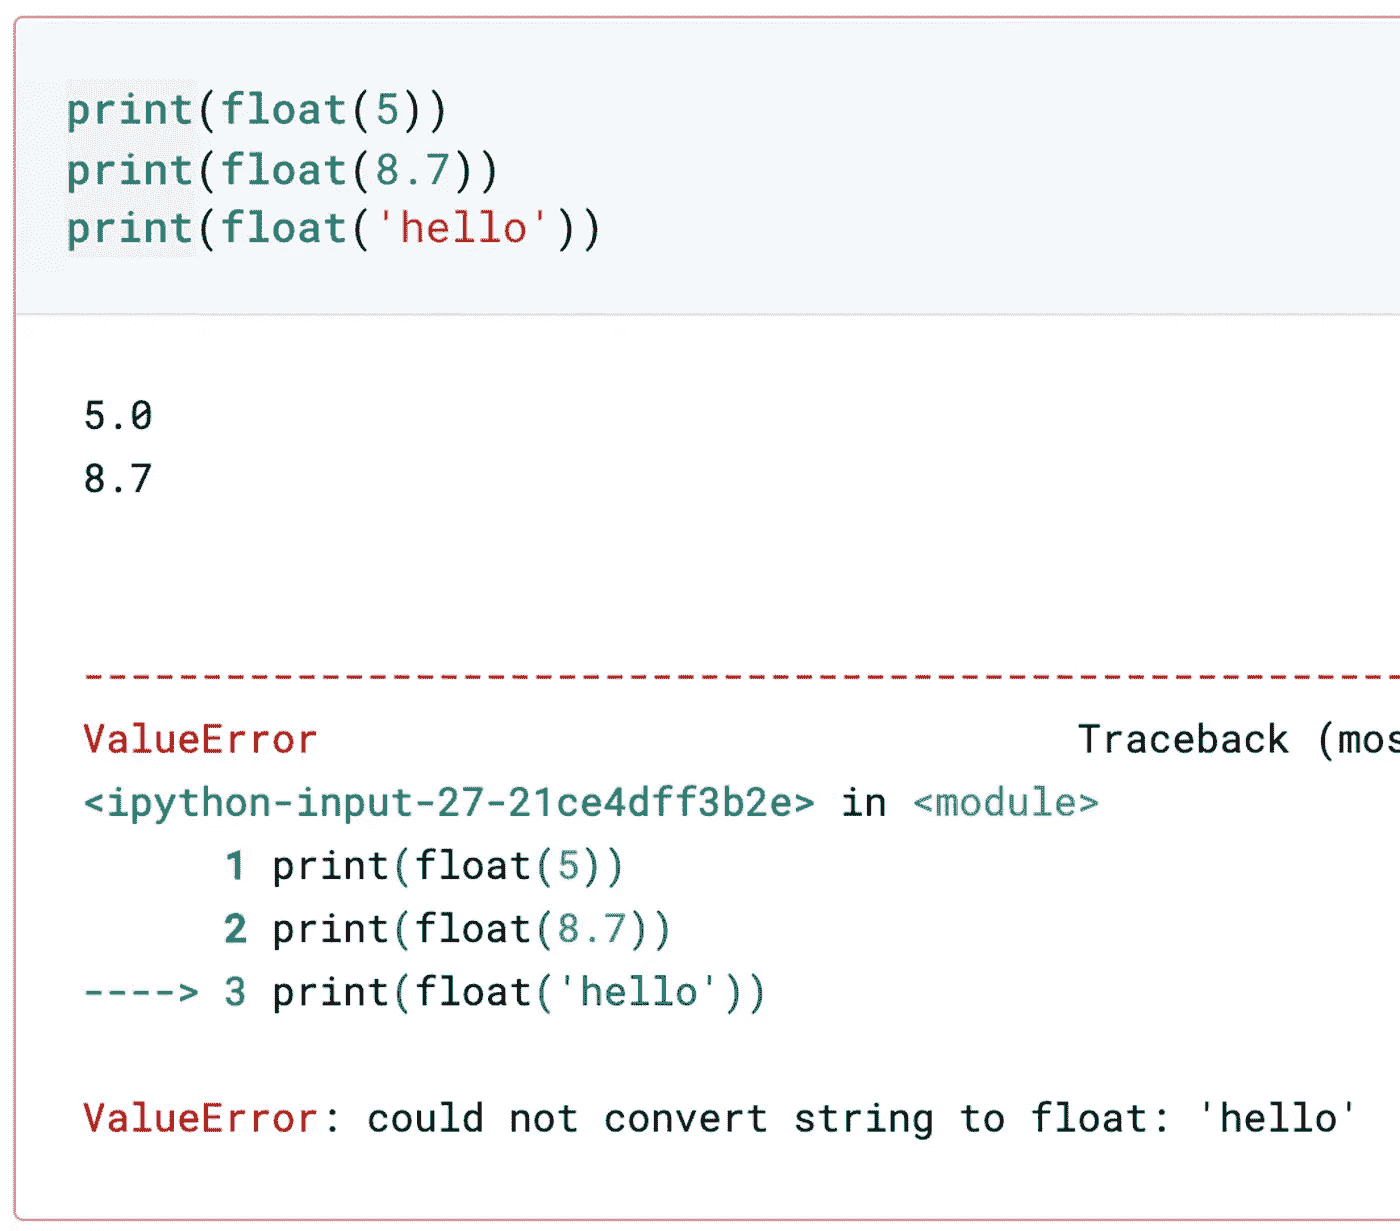 print(float(5))
print(float(8.7))
print(float('hello'))
5.0
8.7
--------------------------------------------------------
ValueError Traceback (mos
<ipython-input-27-21ce4dff3b2e> in <module>
1 print(float(5))
2 print(float(8.7))
----> 3 print(float('hello'))
ValueError: could not convert string to float: 'hello'